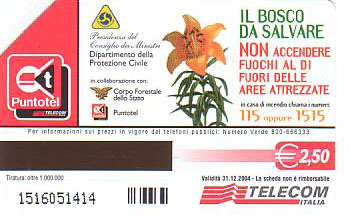 Puntotel
TELECOM
Presidenza del
Consiglio dei Ministri
Dipartimento della
Protezione Civile
in collaborazione con:
Corpo Forestale
dello Stato
Puntotel
IL BOSCO
DA SALVARE
NON ACCENDERE
FUOCHI AL DI
FUORI DELLE
AREE ATTREZZATE
in casa di incendio chiama i numeri:
115 oppure 1515
Per informazioni sui prezzi in vigore dai telefoni pubblici: Numero Verde 800-666333
€ 2,50
Tiratura: oltre 1.000.000
Validità 31.12.2004 - La scheda non è rimborsabile
1516051414
TELECOM
ITALIA